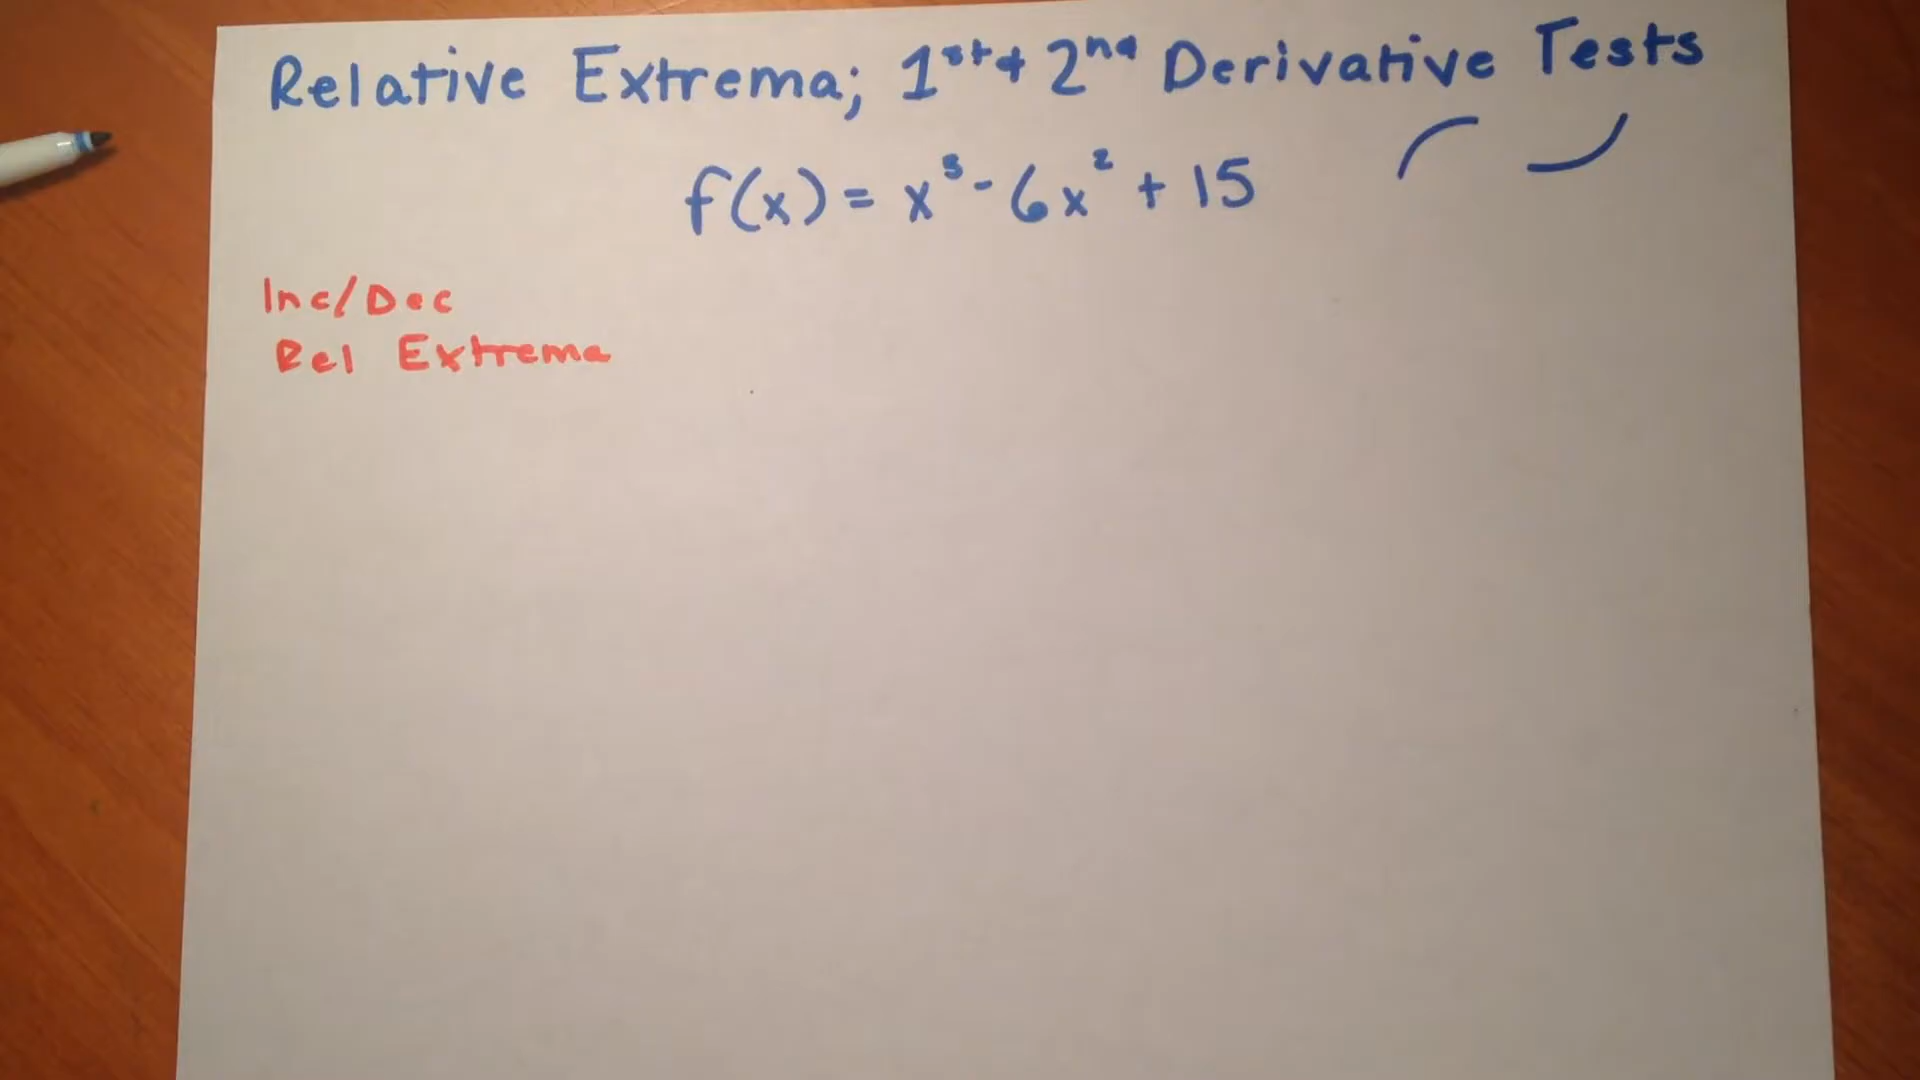 Relative Extrema; 1st + 2nd Derivative Tests
f(x) = x³ - 6x² + 15
Inc/Dec
Rel Extrema